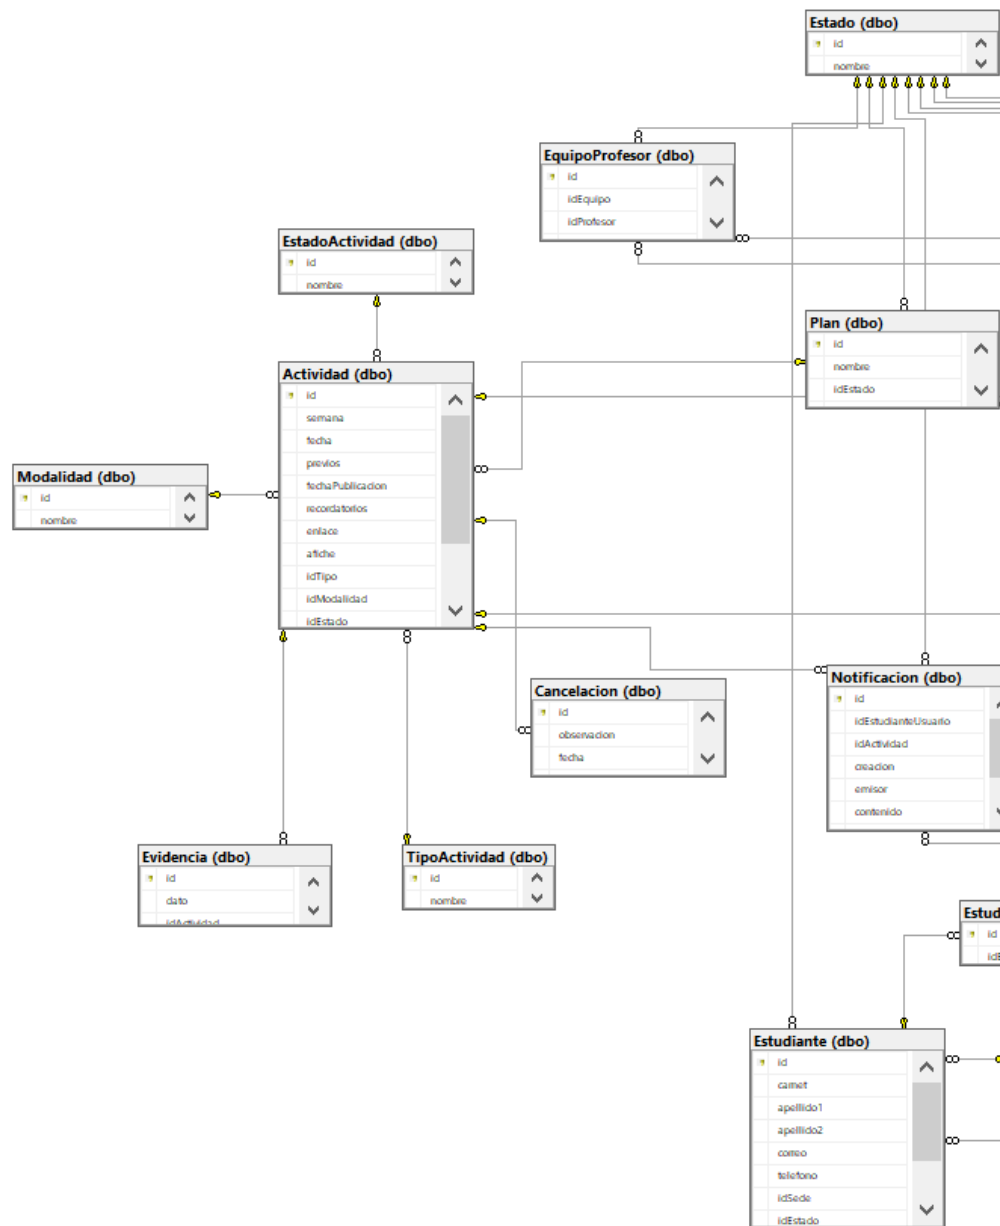 Estado (dbo)
id
nombre
EquipoProfesor (dbo)
id
idEquipo
idProfesor
EstadoActividad (dbo)
id
nombre
Plan (dbo)
id
nombre
idEstado
Actividad (dbo)
id
semana
fecha
previos
fechaPublicacion
recordatorios
enlace
afiche
idTipo
idModalidad
idEstado
Modalidad (dbo)
id
nombre
Cancelacion (dbo)
id
observacion
fecha
Notificacion (dbo)
id
idEstudianteUsuario
idActividad
creacion
emisor
contenido
Evidencia (dbo)
id
dato
idActividad
TipoActividad (dbo)
id
nombre
Estud
id
idE
Estudiante (dbo)
id
carnet
apellido1
apellido2
correo
telefono
idSede
idEstado